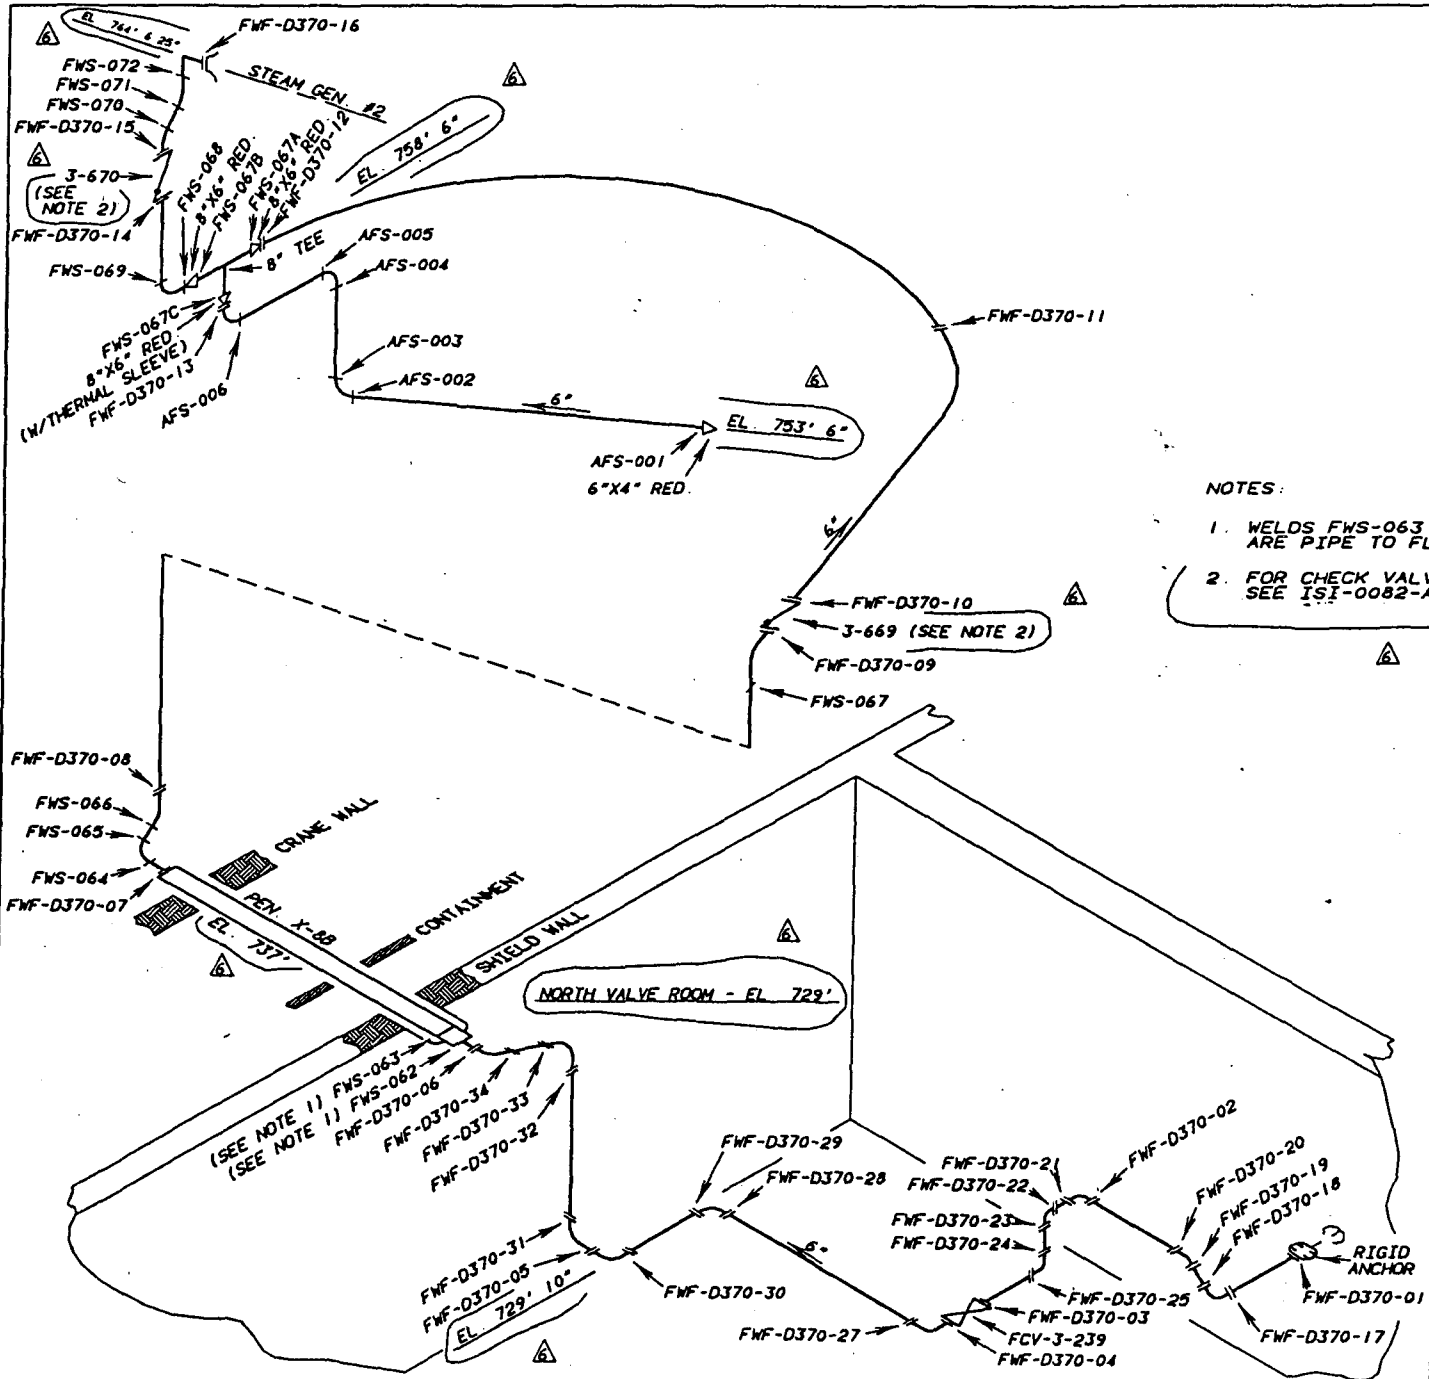 EL. 764' 6.25"
6
FWF-D370-16
FWS-072
FWS-071
FWS-070
FWF-D370-15
STEAM GEN. #2
6
6
3-670
(SEE
NOTE 2)
FWF-D370-14
FWS-069
FWS-068
8"X6" RED.
FWS-067B
FWS-067A
8"X6" RED.
FWF-D370-12
EL. 758' 6"
8" TEE
AFS-005
AFS-004
FWS-067C
8"X6" RED.
(W/THERMAL SLEEVE)
FWF-D370-13
AFS-006
AFS-003
AFS-002
6"
6
EL. 753' 6"
AFS-001
6"X4" RED.
FWF-D370-11
NOTES:
1. WELDS FWS-063
ARE PIPE TO FL
2. FOR CHECK VALV
SEE ISI-0082-A
6
6"
FWF-D370-10
6
3-669 (SEE NOTE 2)
FWF-D370-09
FWS-067
FWF-D370-08
FWS-066
FWS-065
FWS-064
FWF-D370-07
CRANE WALL
PEN. X-8B
EL. 737'
6
CONTAINMENT
SHIELD WALL
6
NORTH VALVE ROOM - EL. 729'
(SEE NOTE 1) FWS-063
(SEE NOTE 1) FWS-062
FWF-D370-06
FWF-D370-34
FWF-D370-33
FWF-D370-32
FWF-D370-31
FWF-D370-05
EL. 729' 10"
6
FWF-D370-30
FWF-D370-29
FWF-D370-28
6"
FWF-D370-27
FWF-D370-21
FWF-D370-22
FWF-D370-23
FWF-D370-24
FWF-D370-02
FWF-D370-25
FWF-D370-03
FCV-3-239
FWF-D370-04
FWF-D370-20
FWF-D370-19
FWF-D370-18
RIGID
ANCHOR
FWF-D370-01
FWF-D370-17